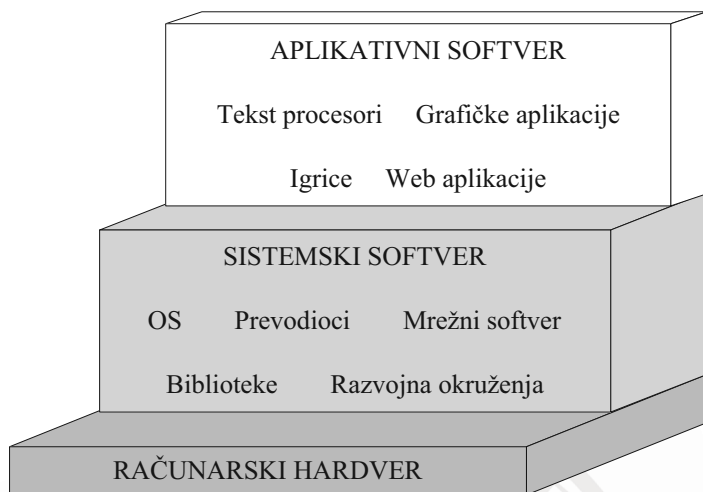 APLIKATIVNI SOFTVER
Tekst procesori Grafičke aplikacije
Igrice Web aplikacije
SISTEMSKI SOFTVER
OS Prevodioci Mrežni softver
Biblioteke Razvojna okruženja
RAČUNARSKI HARDVER